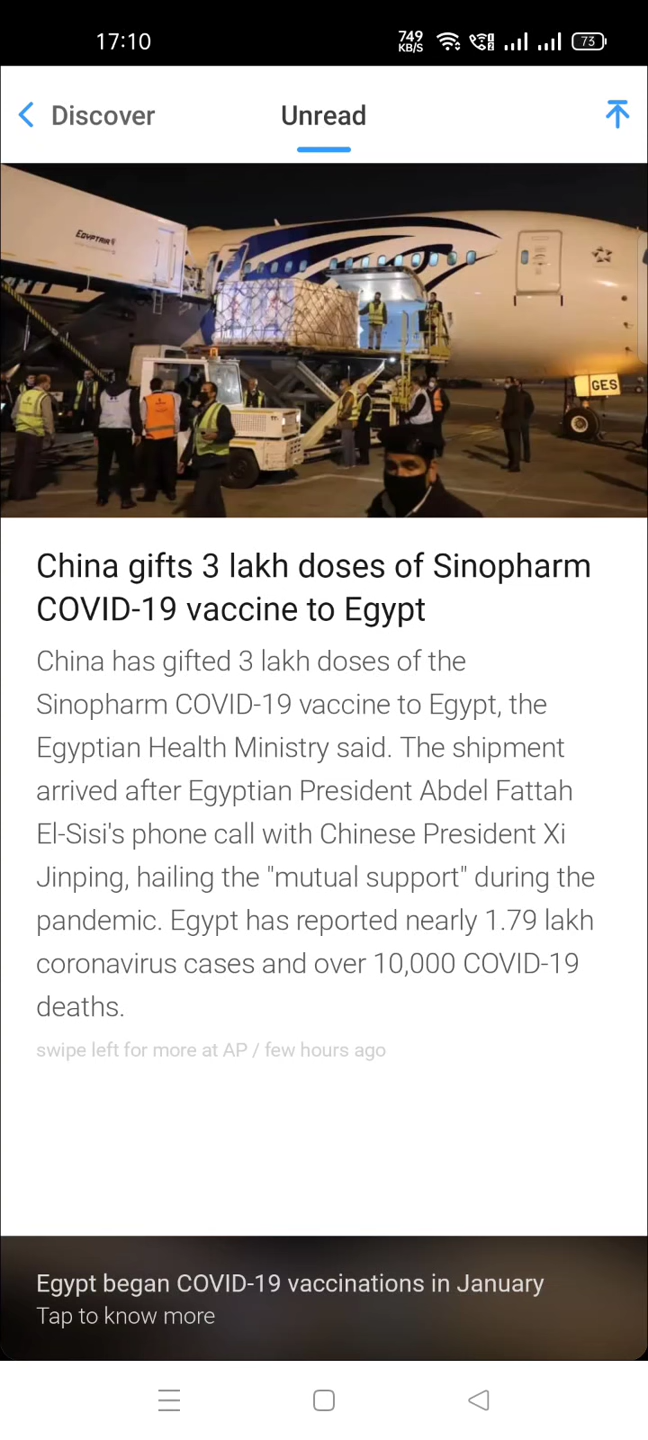 17:10
749
KB/S
73
Discover
Unread
EGYPTAIR
GES
China gifts 3 lakh doses of Sinopharm
COVID-19 vaccine to Egypt
China has gifted 3 lakh doses of the
Sinopharm COVID-19 vaccine to Egypt, the
Egyptian Health Ministry said. The shipment
arrived after Egyptian President Abdel Fattah
El-Sisi's phone call with Chinese President Xi
Jinping, hailing the "mutual support" during the
pandemic. Egypt has reported nearly 1.79 lakh
coronavirus cases and over 10,000 COVID-19
deaths.
swipe left for more at AP / few hours ago
Egypt began COVID-19 vaccinations in January
Tap to know more